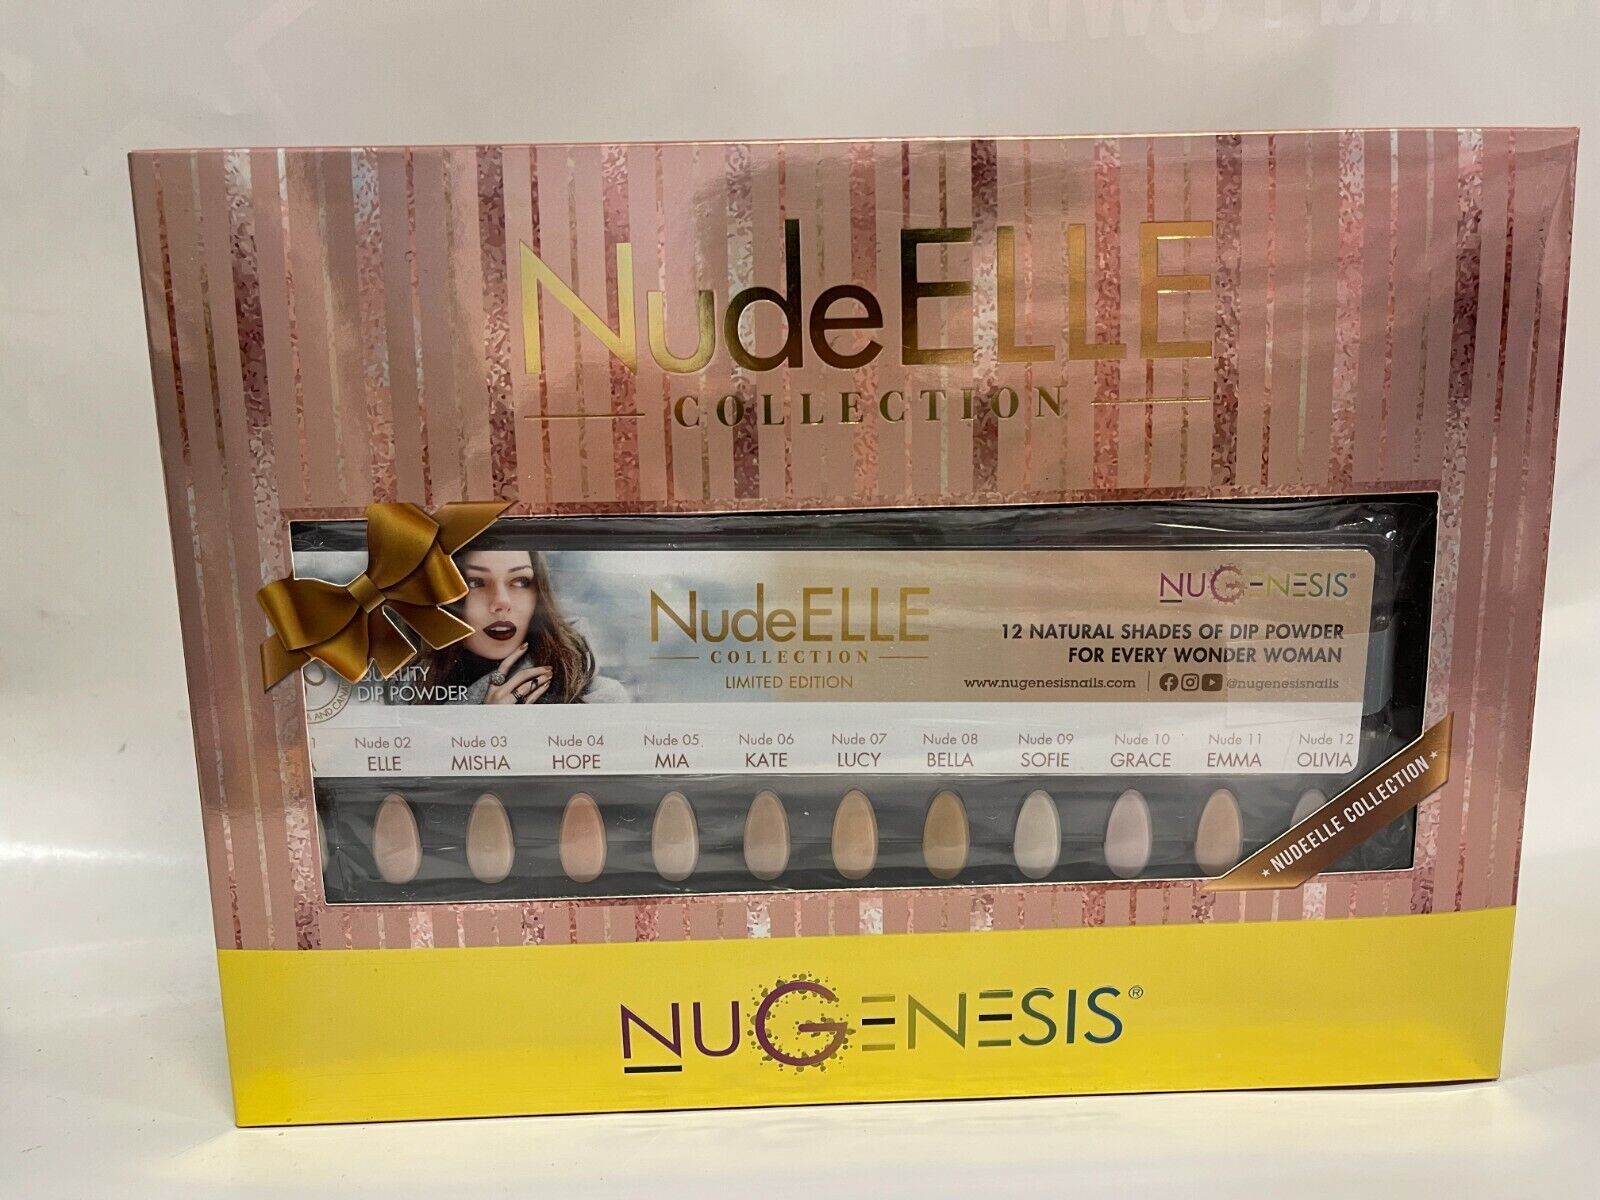 NudeELLE
COLLECTION
NUGENESIS®
NudeELLE
COLLECTION
LIMITED EDITION
12 NATURAL SHADES OF DIP POWDER
FOR EVERY WONDER WOMAN
www.nugenesisnails.com | @nugenesisnails
QUALITY
DIP POWDER
AND
Nude 02 Nude 03 Nude 04 Nude 05 Nude 06 Nude 07 Nude 08 Nude 09 Nude 10 Nude 11 Nude 12
ELLE MISHA HOPE MIA KATE LUCY BELLA SOFIE GRACE EMMA OLIVIA
★ NUDEELLE COLLECTION ★
NUGENESIS®